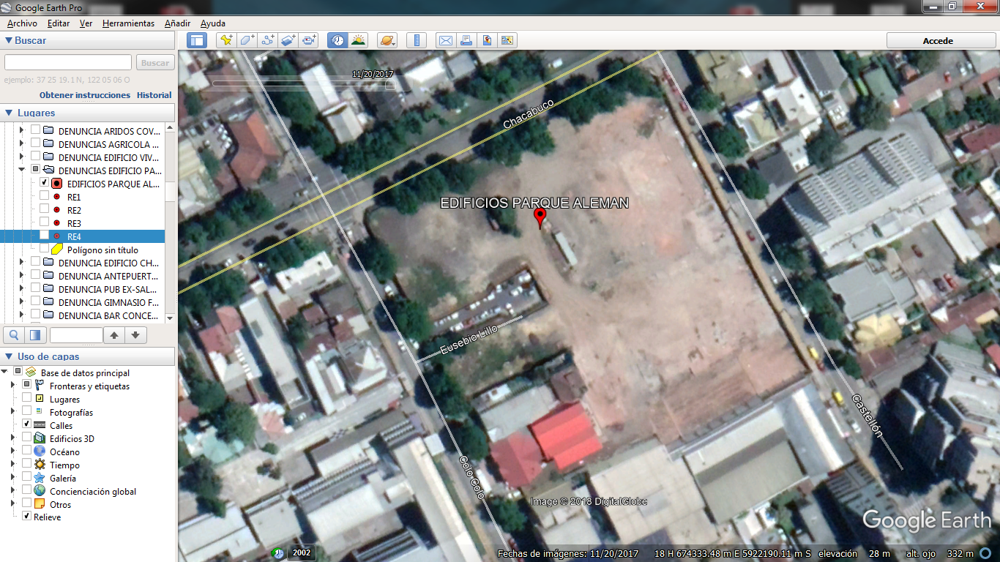 Google Earth Pro
Archivo Editar Ver Herramientas Añadir Ayuda
Buscar
Buscar
ejemplo: 37 25 19.1 N, 122 05 06 O
Obtener instrucciones Historial
Lugares
DENUNCIA ARIDOS COV...
DENUNCIAS AGRICOLA ...
DENUNCIA EDIFICIO VIV...
DENUNCIAS EDIFICIO PA...
EDIFICIOS PARQUE AL...
RE1
RE2
RE3
RE4
Polígono sin título
DENUNCIA EDIFICIO CH...
DENUNCIA ANTEPUERT...
DENUNCIA PUB EX-SAL...
DENUNCIA GIMNASIO F...
DENUNCIA BAR CONCE...
Uso de capas
Base de datos principal
Fronteras y etiquetas
Lugares
Fotografías
Calles
Edificios 3D
Océano
Tiempo
Galería
Concienciación global
Otros
Relieve
Accede
11/20/2017
Chacabuco
EDIFICIOS PARQUE ALEMAN
Eusebio Lillo
Castellón
Colo Colo
Image © 2018 DigitalGlobe
Google Earth
2002
Fechas de imágenes: 11/20/2017 18 H 674333.48 m E 5922190.11 m S elevación 28 m alt. ojo 332 m